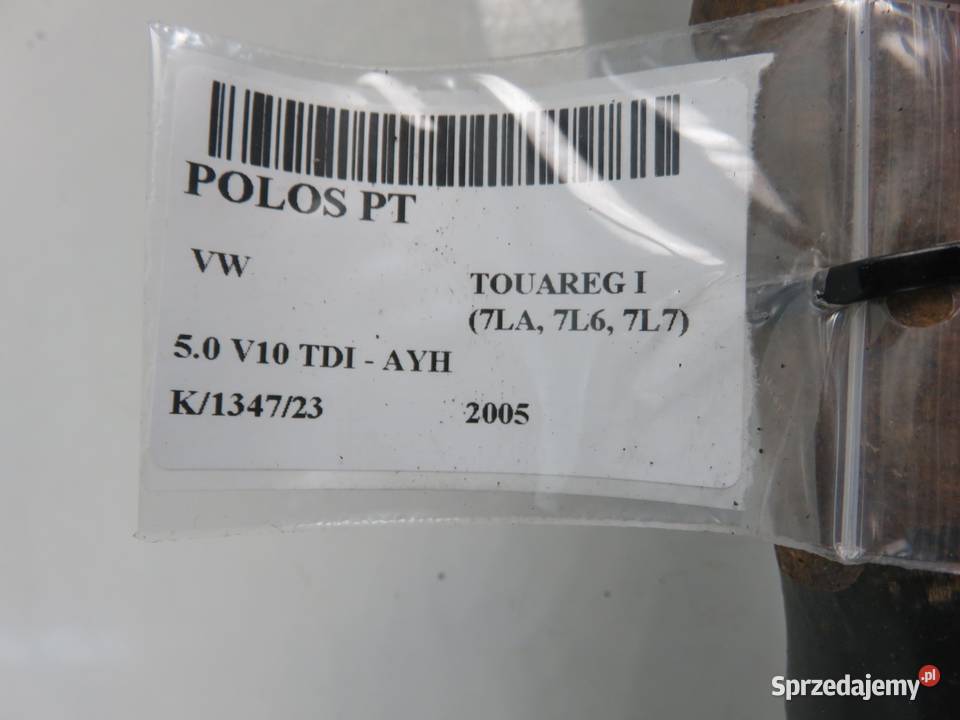 POLOS PT
VW
TOUAREG I
(7LA, 7L6, 7L7)
5.0 V10 TDI - AYH
K/1347/23
2005
Sprzedajemy.pl